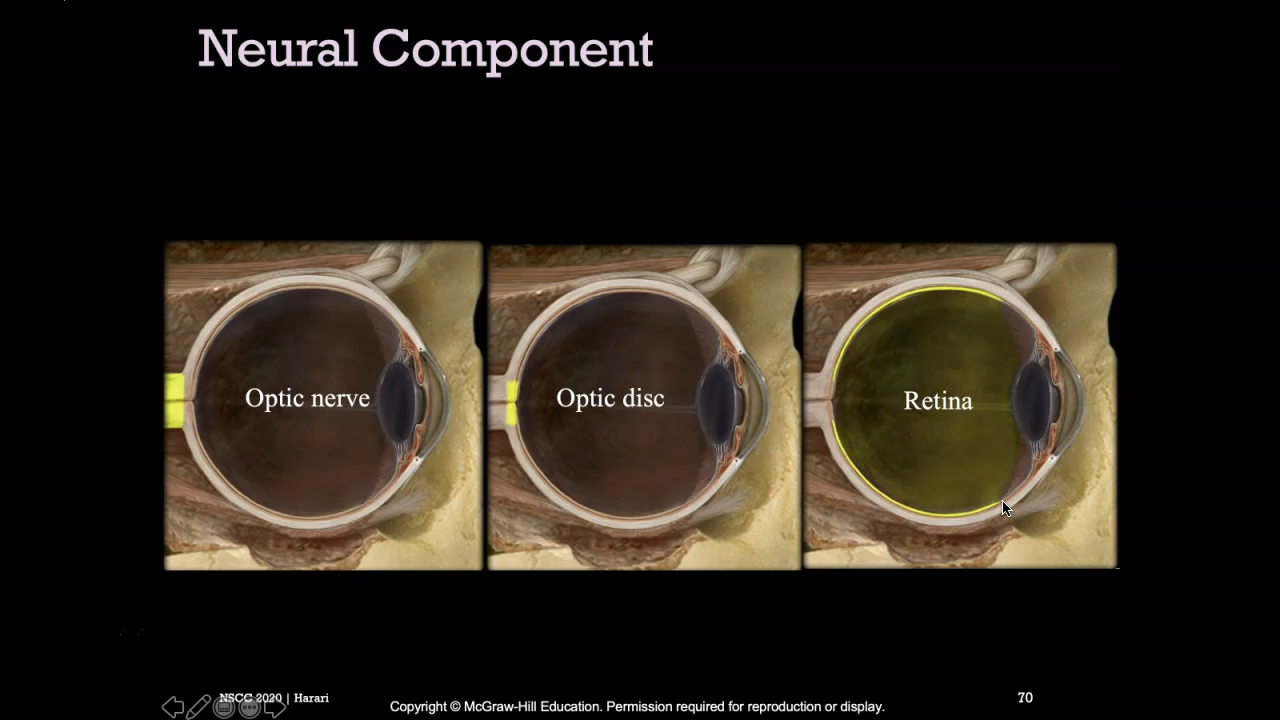 Neural Component
Optic nerve
Optic disc
Retina
NSCC 2020 | Harari
Copyright © McGraw-Hill Education. Permission required for reproduction or display.
70